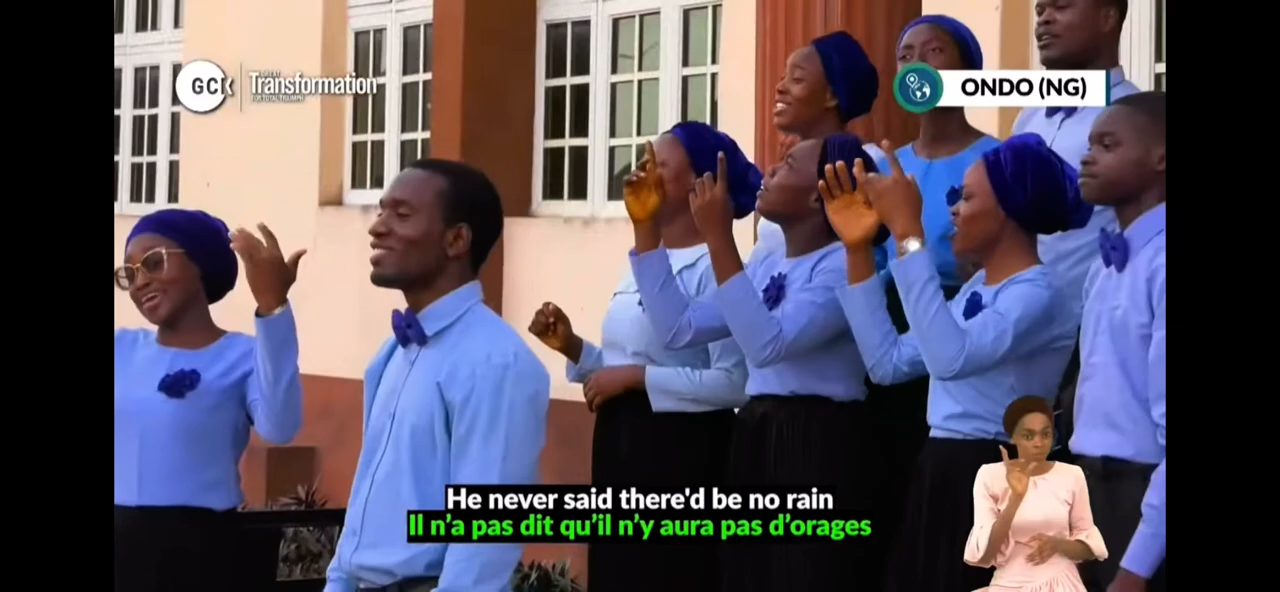 GCK
GREAT
Transformation
FOR TOTAL TRIUMPH
ONDO (NG)
He never said there'd be no rain
Il n'a pas dit qu'il n'y aura pas d'orages